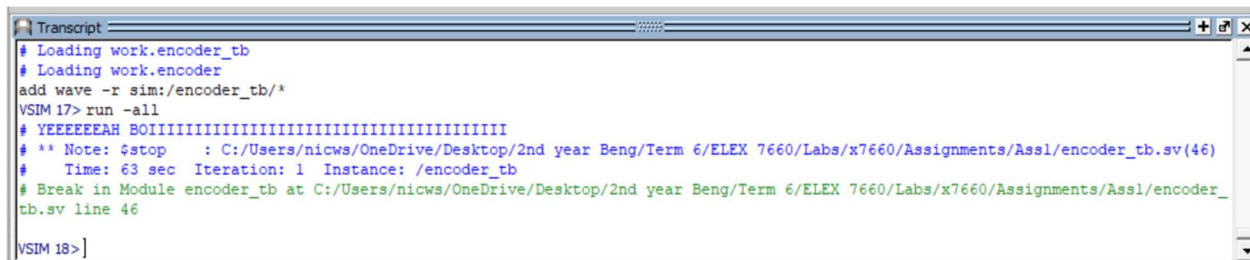 Transcript
# Loading work.encoder_tb
# Loading work.encoder
add wave -r sim:/encoder_tb/*
VSIM 17> run -all
# YEEEEEEAH BOIIIIIIIIIIIIIIIIIIIIIIIIIIIIIIIIIIIIII
# ** Note: $stop    : C:/Users/nicws/OneDrive/Desktop/2nd year Beng/Term 6/ELEX 7660/Labs/x7660/Assignments/Ass1/encoder_tb.sv(46)
#    Time: 63 sec  Iteration: 1  Instance: /encoder_tb
# Break in Module encoder_tb at C:/Users/nicws/OneDrive/Desktop/2nd year Beng/Term 6/ELEX 7660/Labs/x7660/Assignments/Ass1/encoder_
tb.sv line 46
VSIM 18>